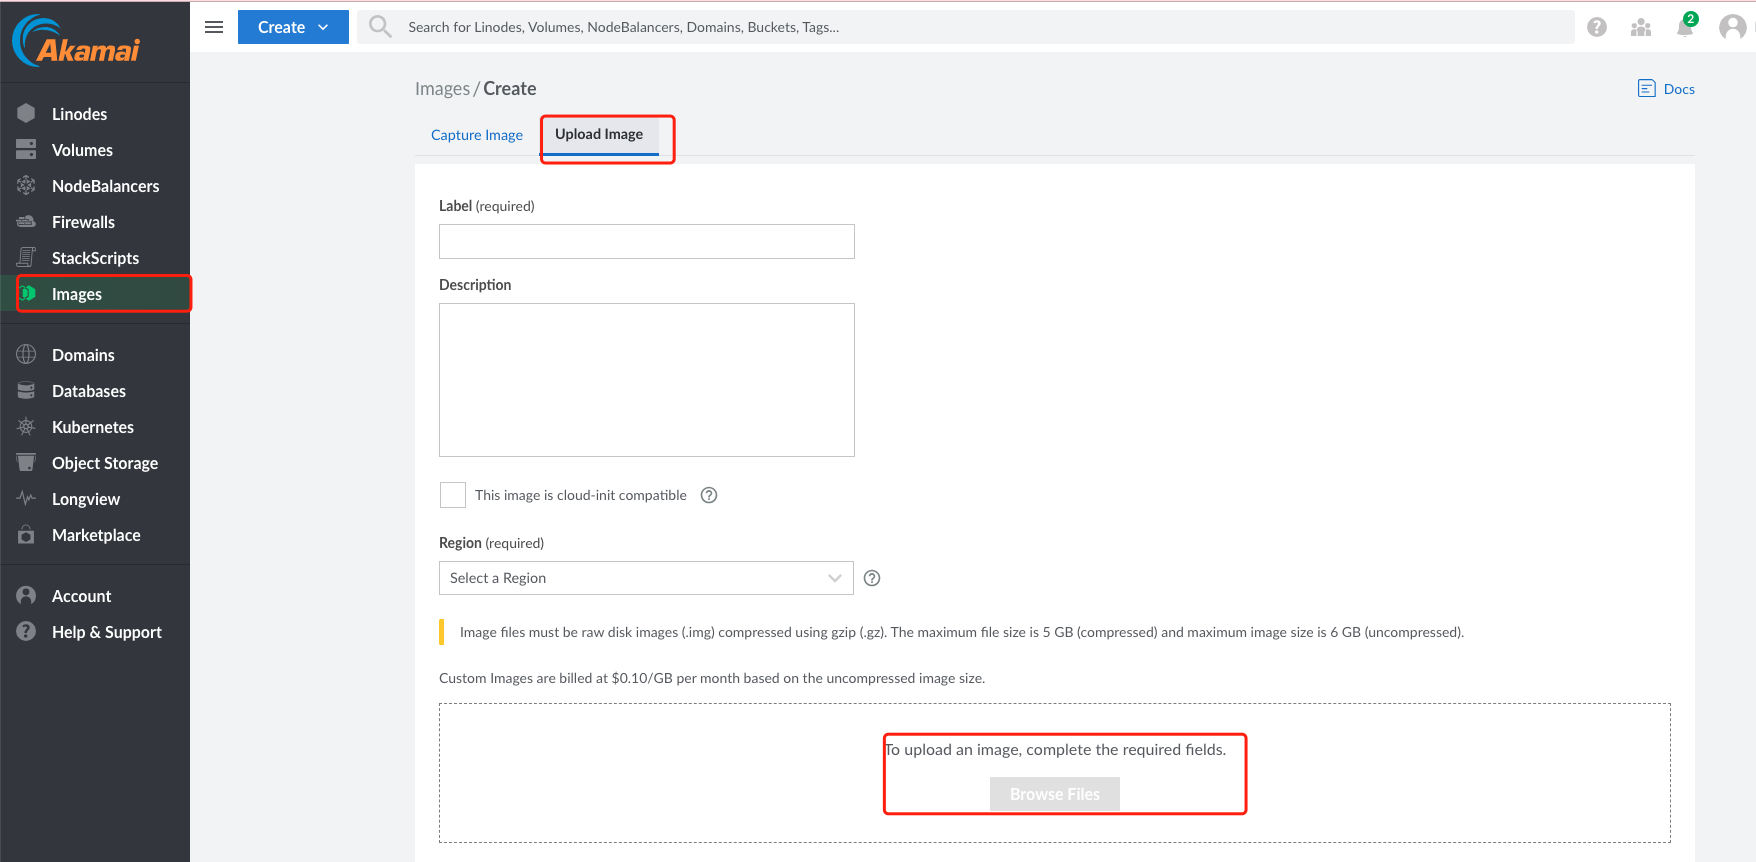 Akamai
Create
Search for Linodes, Volumes, NodeBalancers, Domains, Buckets, Tags...
2
Linodes
Volumes
NodeBalancers
Firewalls
StackScripts
Images
Domains
Databases
Kubernetes
Object Storage
Longview
Marketplace
Account
Help & Support
Images / Create
Docs
Capture Image
Upload Image
Label (required)
Description
This image is cloud-init compatible
Region (required)
Select a Region
Image files must be raw disk images (.img) compressed using gzip (.gz). The maximum file size is 5 GB (compressed) and maximum image size is 6 GB (uncompressed).
Custom Images are billed at $0.10/GB per month based on the uncompressed image size.
To upload an image, complete the required fields.
Browse Files